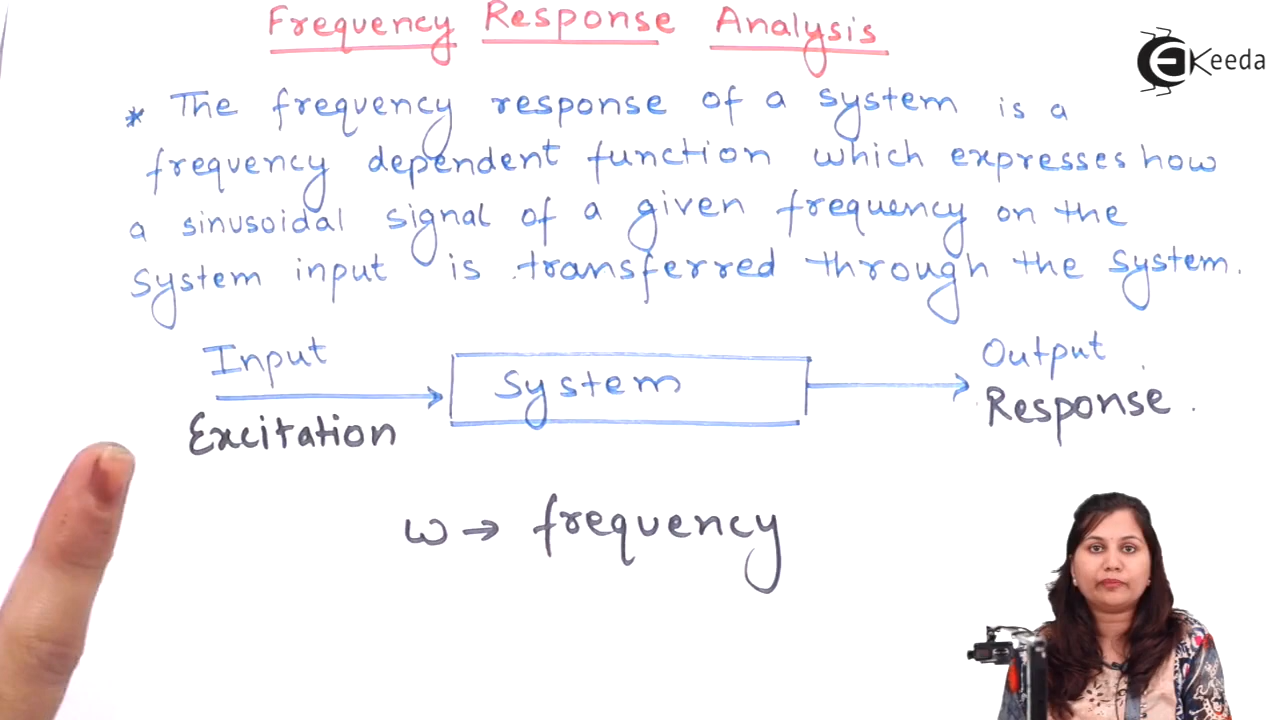 Frequency Response Analysis
Keeda
* The frequency response of a system is a
frequency dependent function which expresses how
a sinusoidal signal of a given frequency on the
system input is transferred through the system.
Input
System
Output
Excitation
Response.
ω → frequency